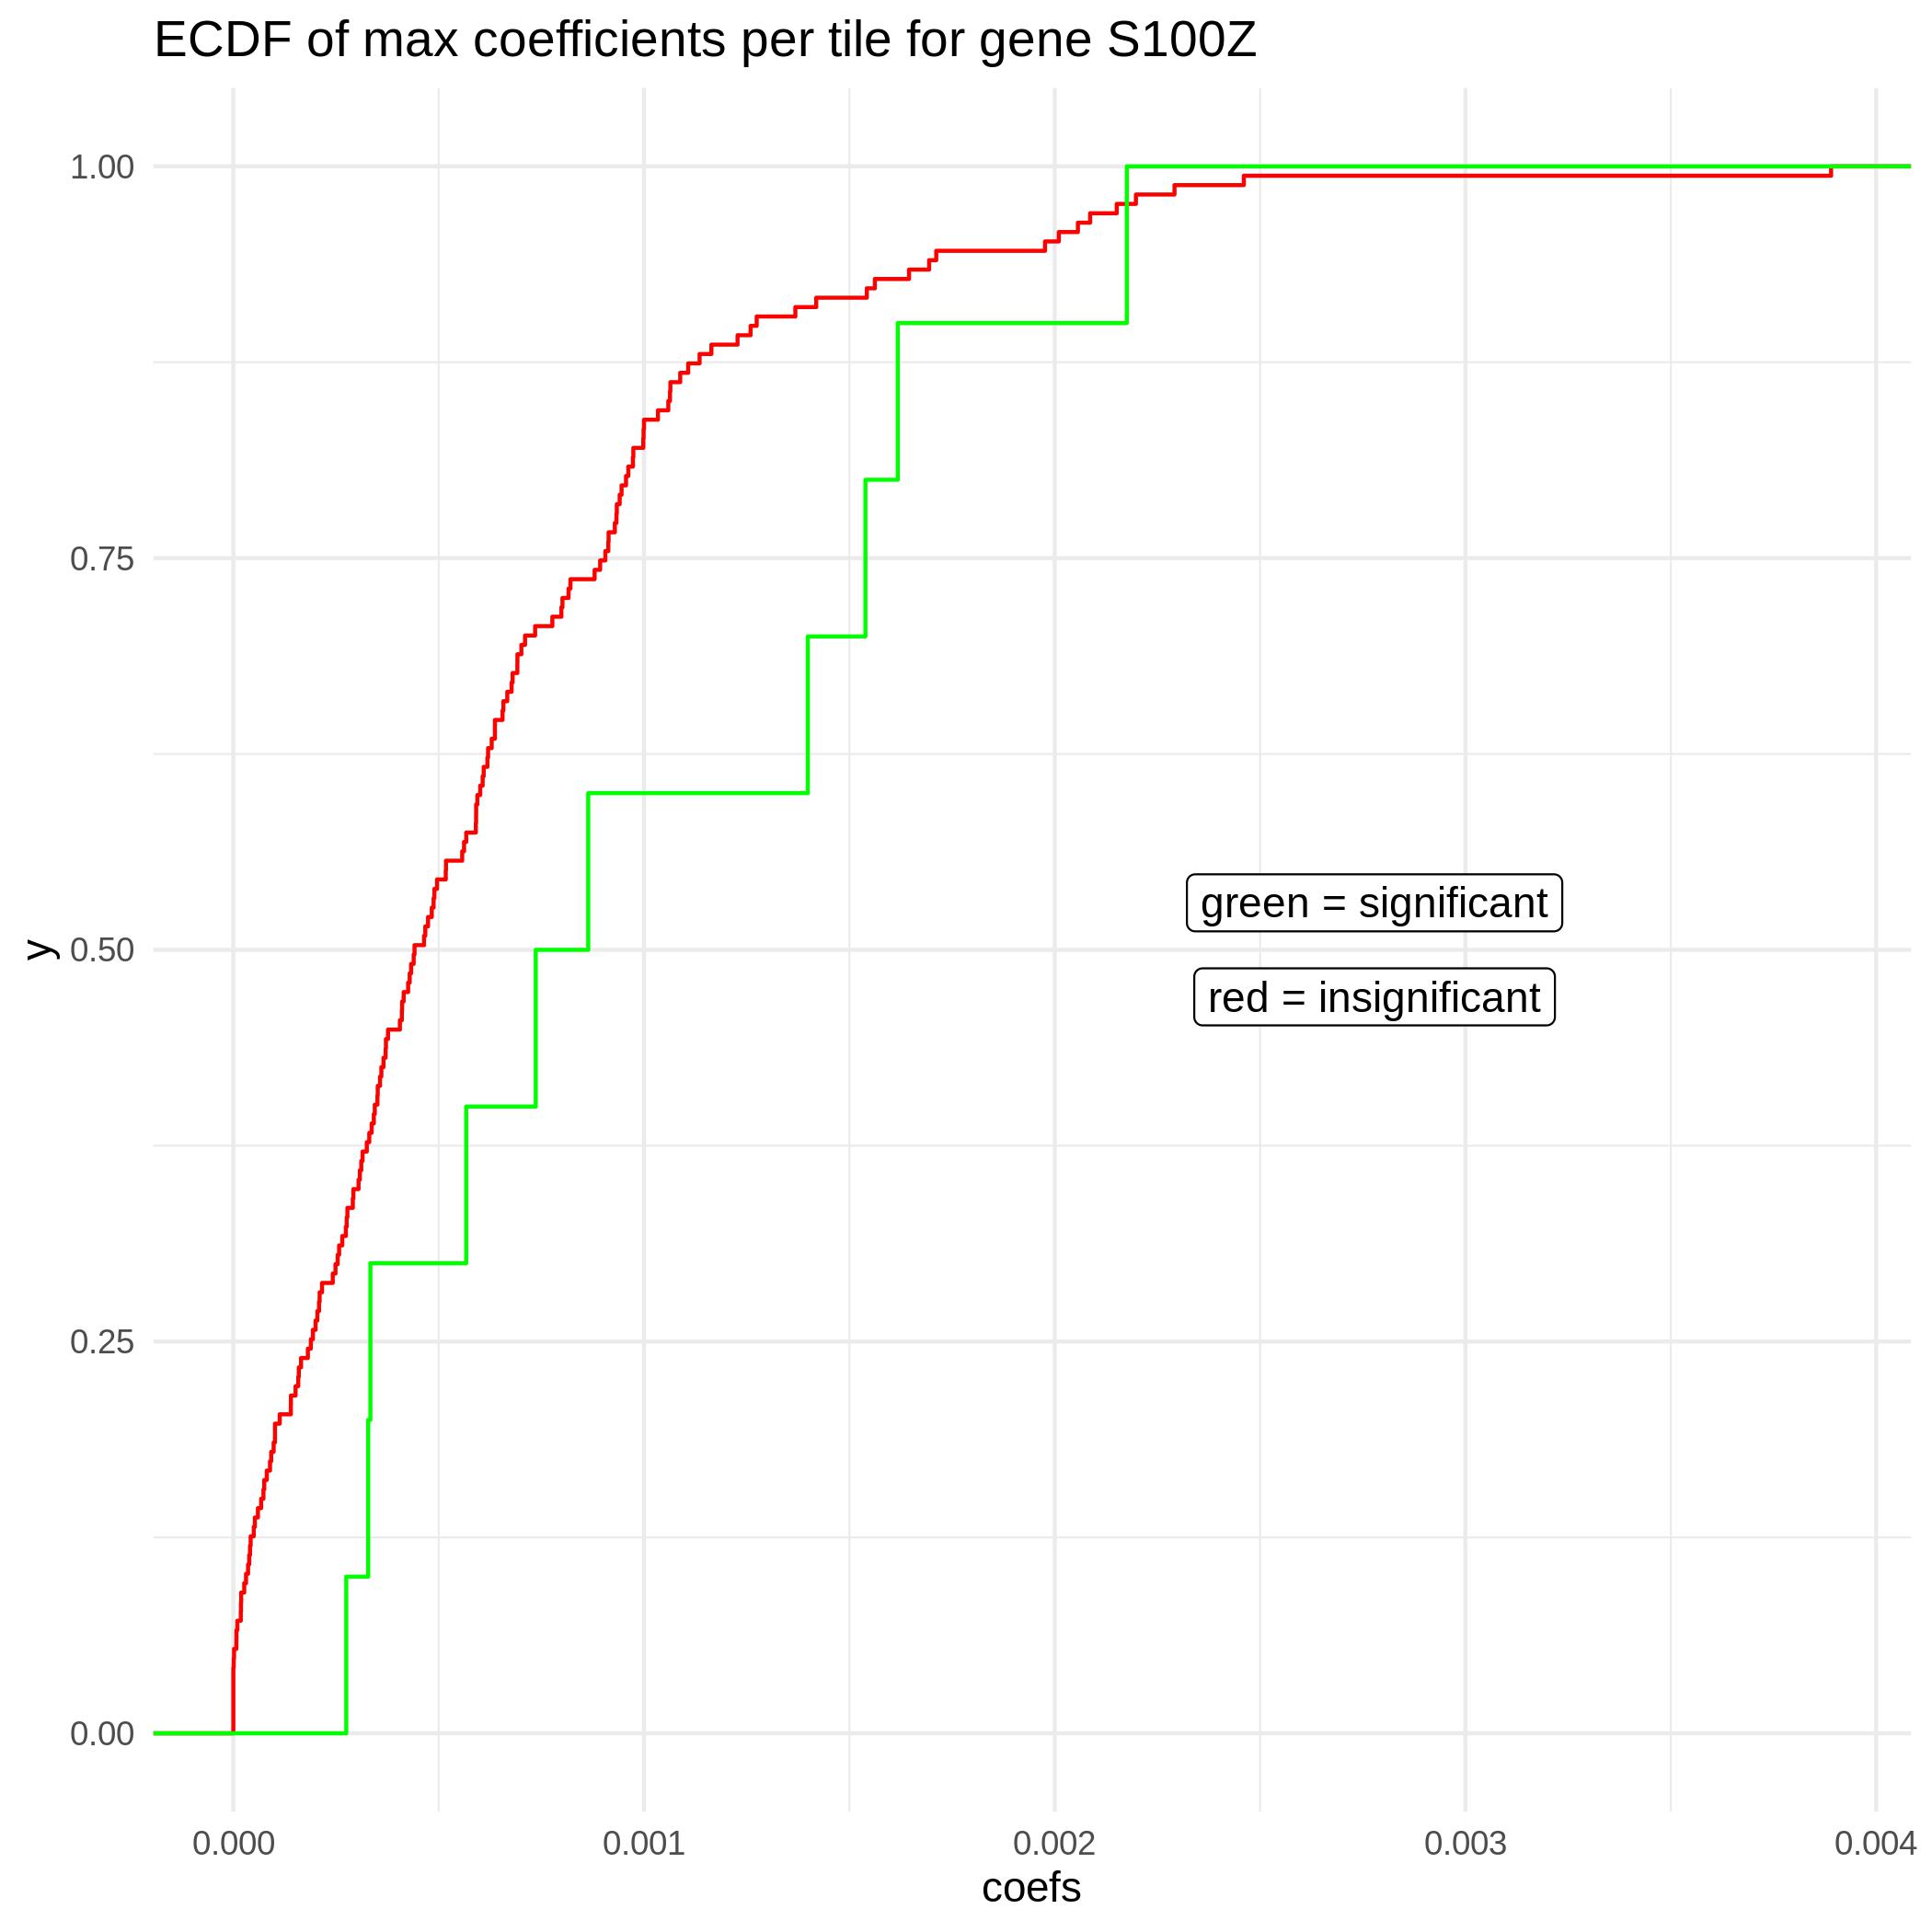 ECDF of max coefficients per tile for gene S100Z
1.00
0.75
0.50
0.25
0.00
y
green = significant
red = insignificant
0.000 0.001 0.002 0.003 0.004
coefs